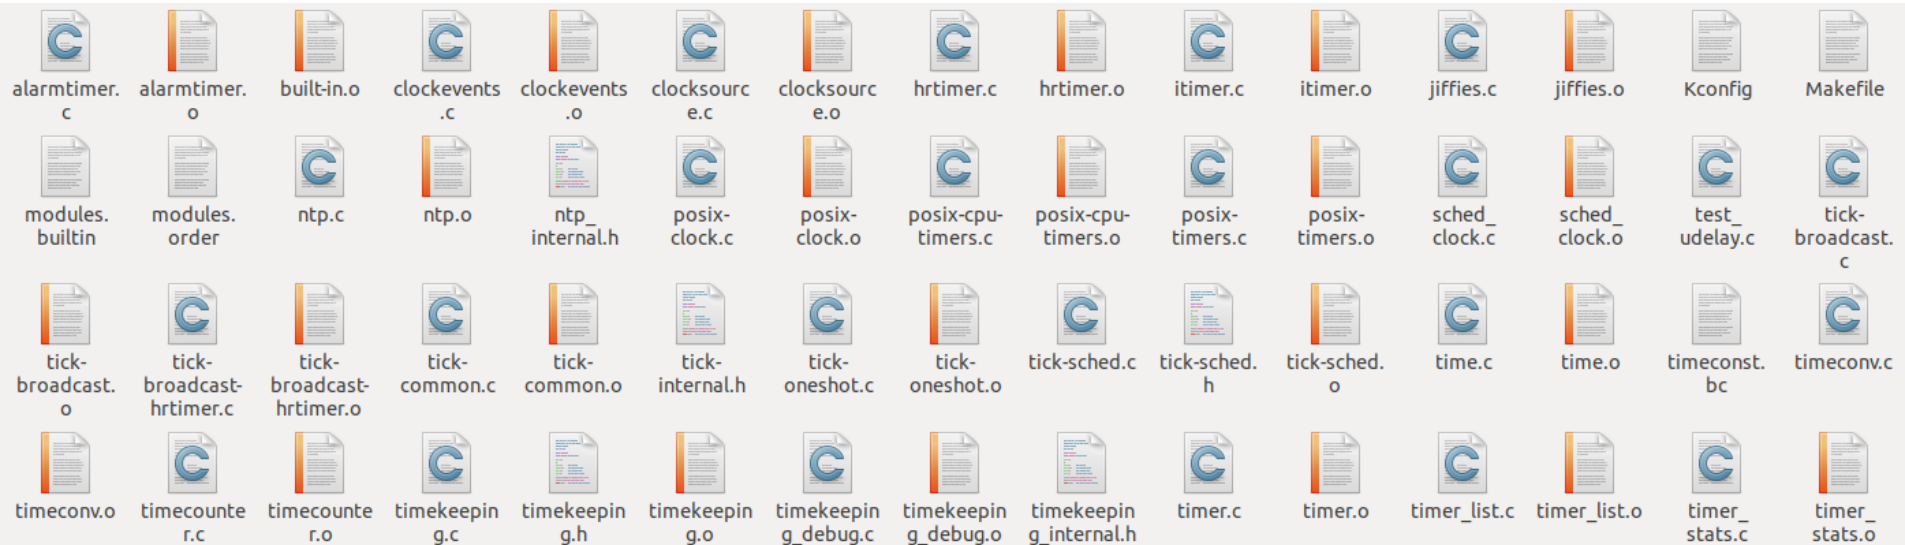 alarmtimer.
c
alarmtimer.
o
built-in.o
clockevents
.c
clockevents
.o
clocksourc
e.c
clocksourc
e.o
hrtimer.c
hrtimer.o
itimer.c
itimer.o
jiffies.c
jiffies.o
Kconfig
Makefile
modules.
builtin
modules.
order
ntp.c
ntp.o
ntp_
internal.h
posix-
clock.c
posix-
clock.o
posix-cpu-
timers.c
posix-cpu-
timers.o
posix-
timers.c
posix-
timers.o
sched_
clock.c
sched_
clock.o
test_
udelay.c
tick-
broadcast.
c
tick-
broadcast.
o
tick-
broadcast-
hrtimer.c
tick-
broadcast-
hrtimer.o
tick-
common.c
tick-
common.o
tick-
internal.h
tick-
oneshot.c
tick-
oneshot.o
tick-sched.c
tick-sched.
h
tick-sched.
o
time.c
time.o
timeconst.
bc
timeconv.c
timeconv.o
timecounte
r.c
timecounte
r.o
timekeepin
g.c
timekeepin
g.h
timekeepin
g.o
timekeepin
g_debug.c
timekeepin
g_debug.o
timekeepin
g_internal.h
timer.c
timer.o
timer_list.c
timer_list.o
timer_
stats.c
timer_
stats.o